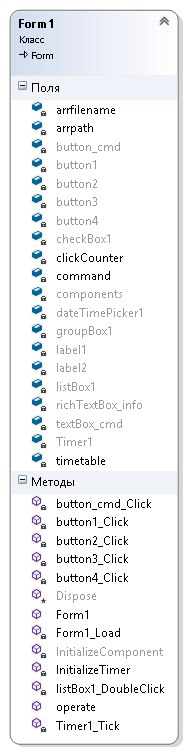 Form1
Класс
Form
Поля
arrfilename
arrpath
button_cmd
button1
button2
button3
button4
checkBox1
clickCounter
command
components
dateTimePicker1
groupBox1
label1
label2
listBox1
richTextBox_info
textBox_cmd
Timer1
timetable
Методы
button_cmd_Click
button1_Click
button2_Click
button3_Click
button4_Click
Dispose
Form1
Form1_Load
InitializeComponent
InitializeTimer
listBox1_DoubleClick
operate
Timer1_Tick